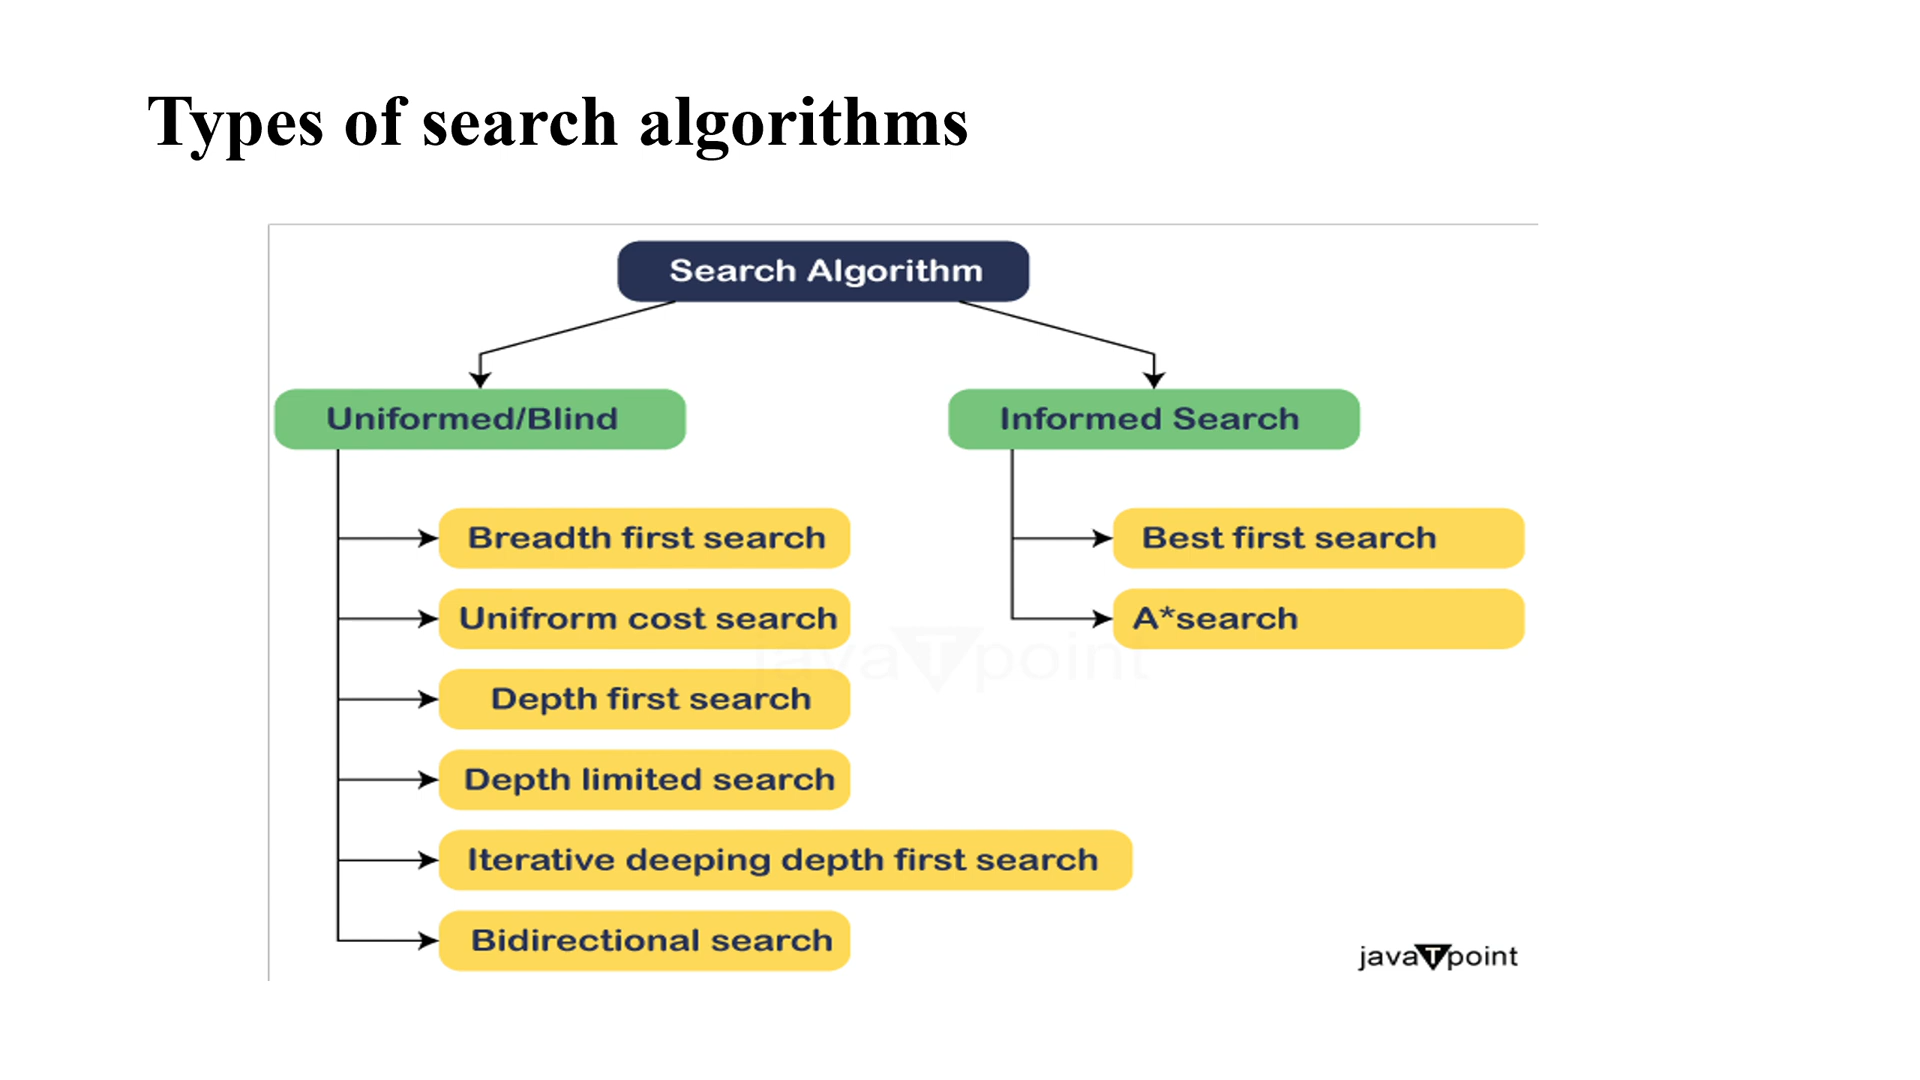 Types of search algorithms
Search Algorithm
Uniformed/Blind
Informed Search
Breadth first search
Unifrorm cost search
Depth first search
Depth limited search
Iterative deeping depth first search
Bidirectional search
Best first search
A*search
javaTpoint
javaTpoint